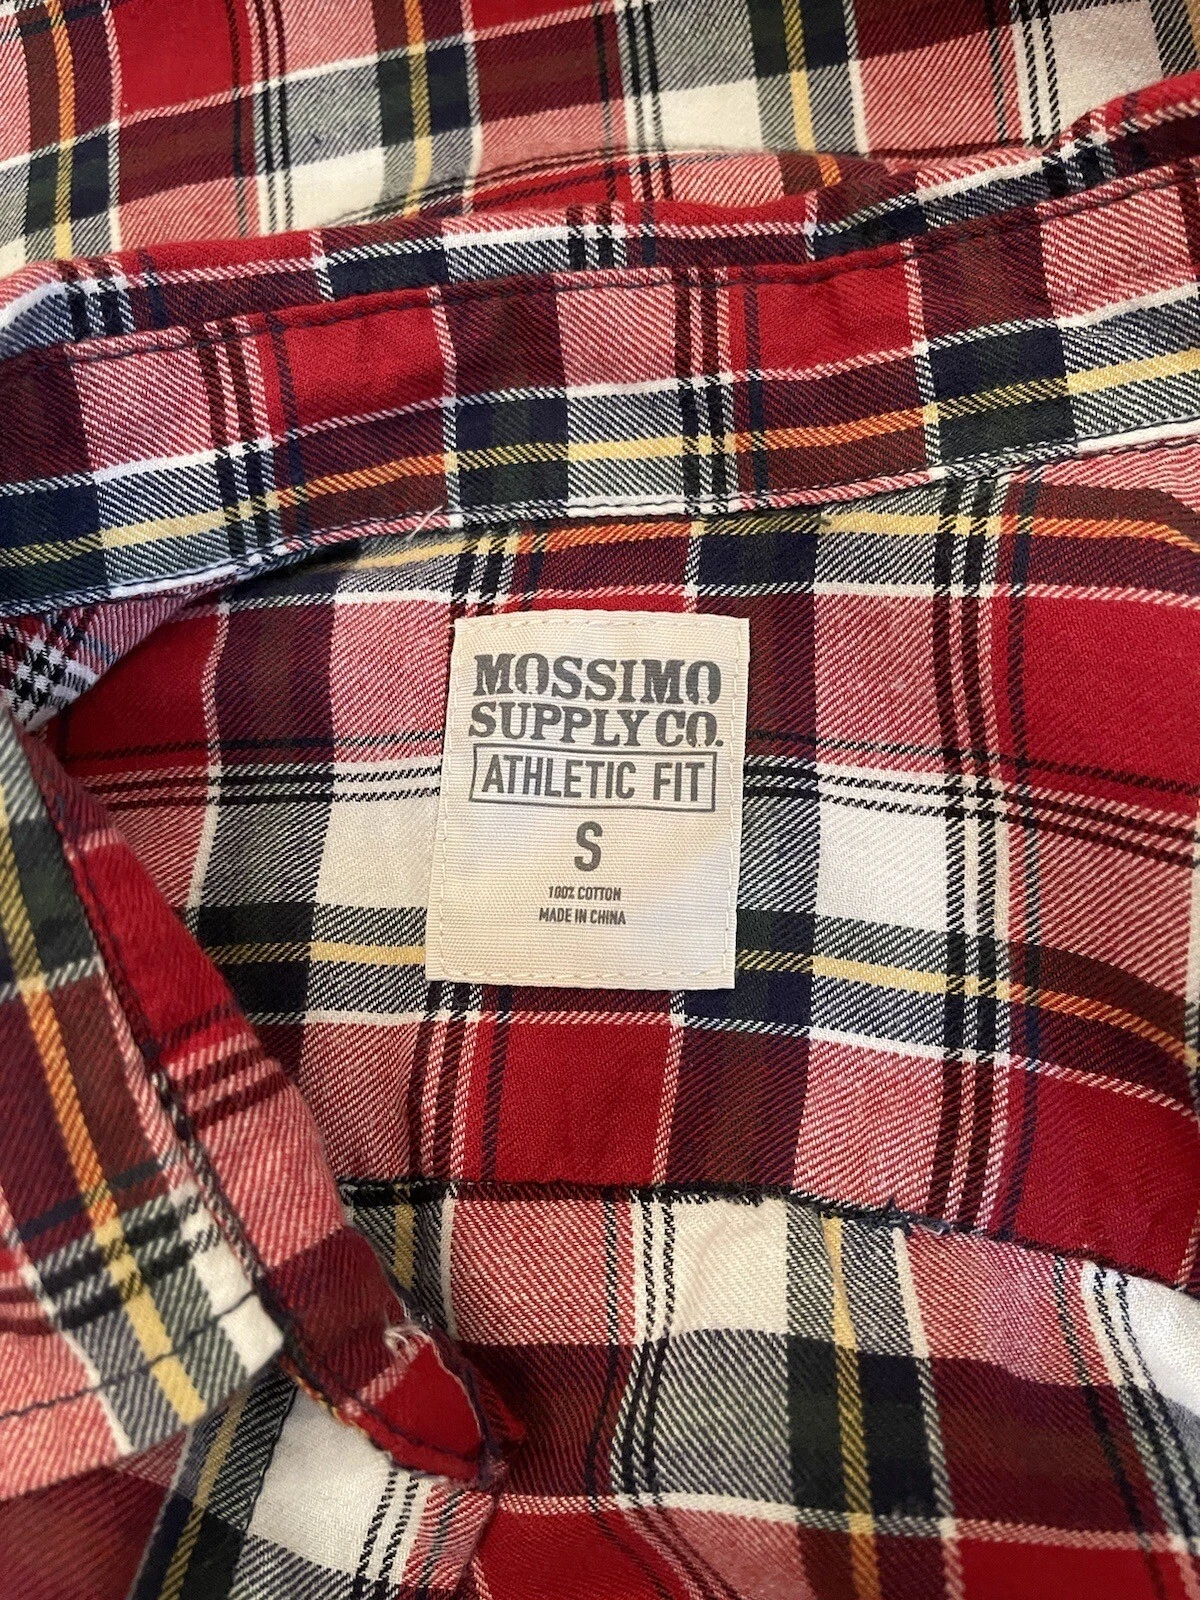 MOSSIMO
SUPPLY CO.
ATHLETIC FIT
S
100% COTTON
MADE IN CHINA